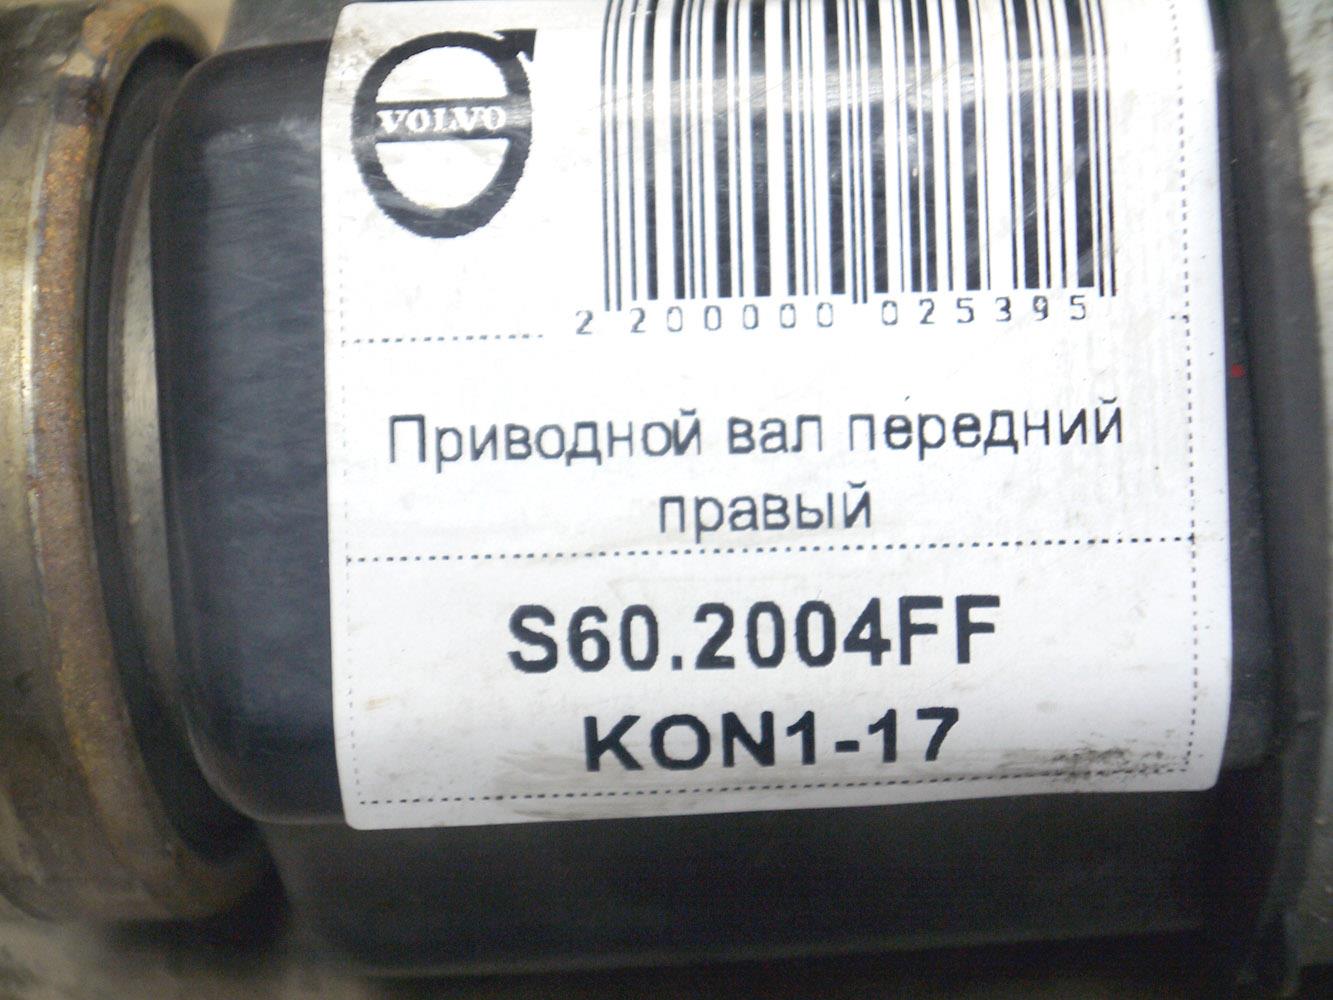 VOLVO
2 200000 025395
Приводной вал передний
правый
S60.2004FF
KON1-17